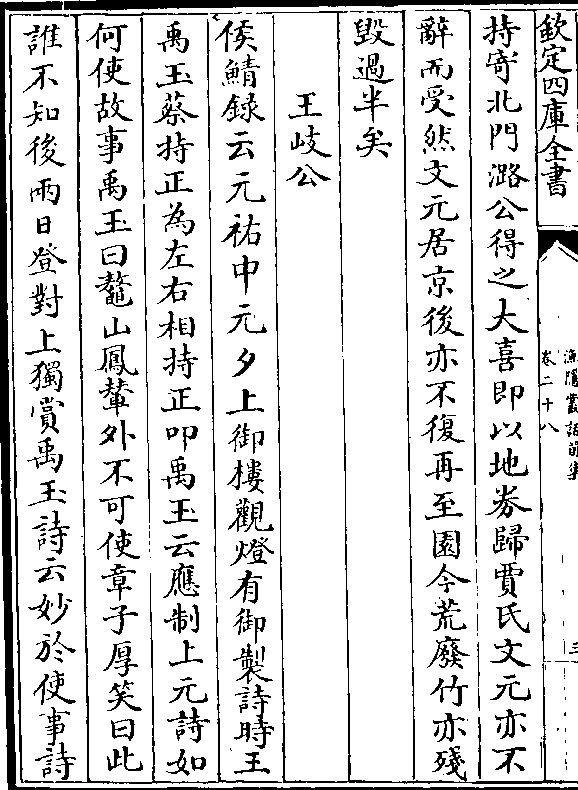 欽定四庫全書
漁隱叢話前集
卷二十八
三
持寄北門潞公得之大喜即以地券歸賈氏文元亦不
辭而受然文元居京後亦不復再至園今荒廢竹亦殘
毀過半矣
王岐公
侯鯖錄云元祐中元夕上御樓觀燈有御製詩時王
禹玉蔡持正為左右相持正叩禹玉云應制上元詩如
何使故事禹玉曰鼇山鳳輦外不可使章子厚笑曰此
誰不知後兩日登對上獨賞禹玉詩云妙於使事詩